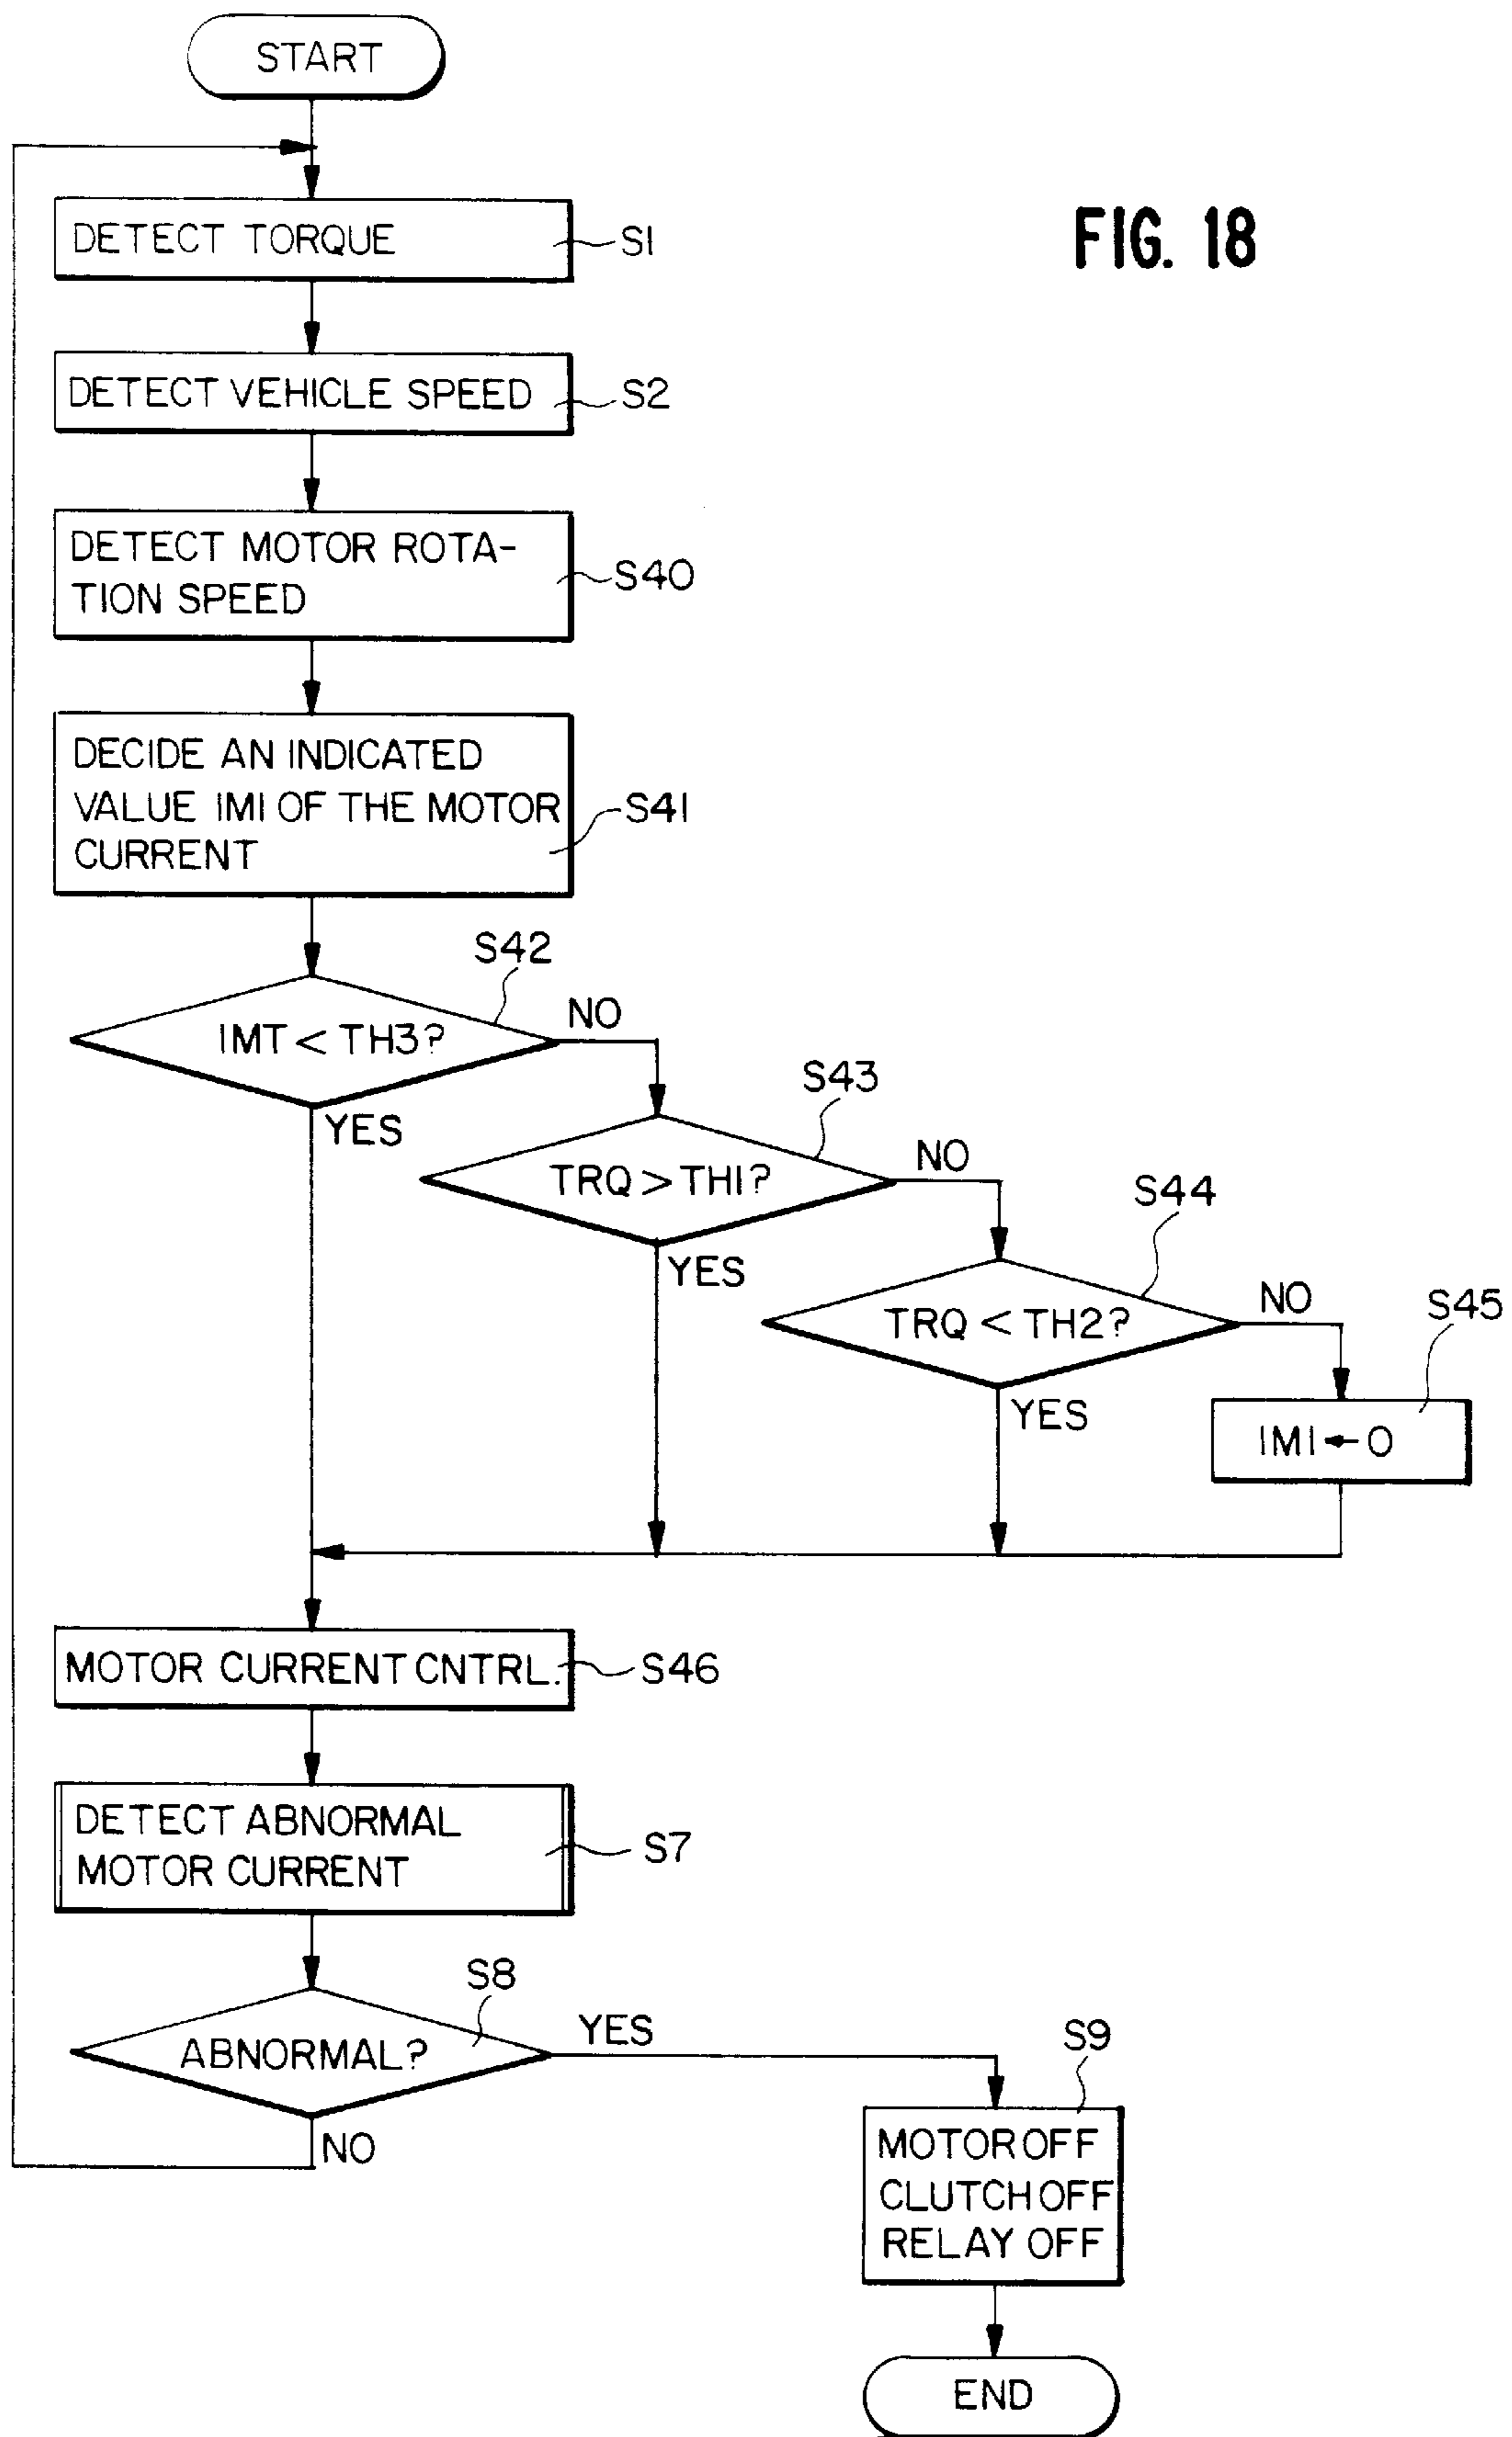 START
FIG. 18
DETECT TORQUE
S1
DETECT VEHICLE SPEED
S2
DETECT MOTOR ROTA-
TION SPEED
S40
DECIDE AN INDICATED
VALUE IMI OF THE MOTOR
CURRENT
S41
S42
IMT < TH3?
NO
YES
S43
TRQ > TH1?
NO
YES
S44
TRQ < TH2?
NO
YES
S45
IMI ← O
MOTOR CURRENT CNTRL.
S46
DETECT ABNORMAL
MOTOR CURRENT
S7
S8
ABNORMAL?
YES
NO
S9
MOTOR OFF
CLUTCH OFF
RELAY OFF
END